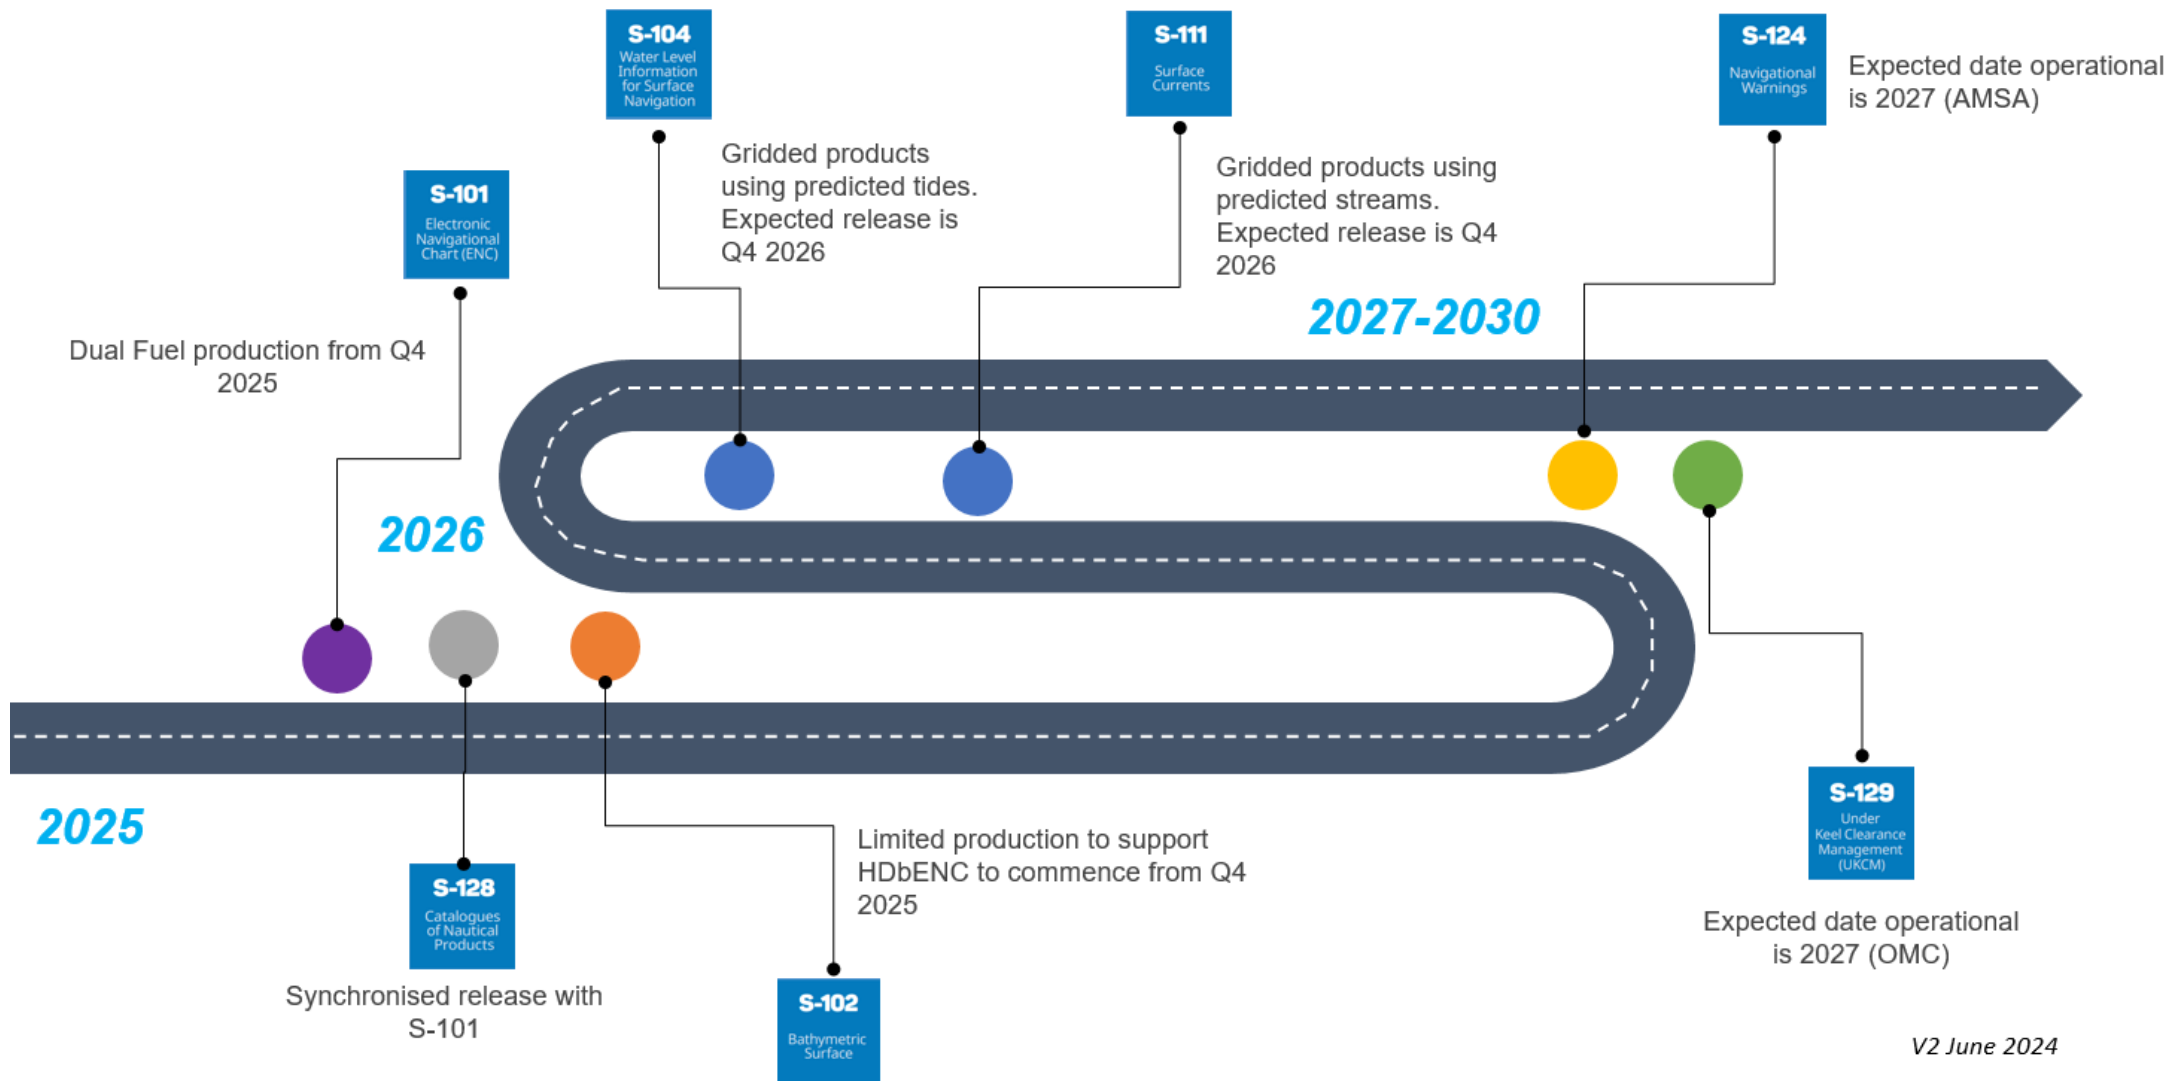 S-104
Water Level
Information
for Surface
Navigation
S-111
Surface
Currents
S-124
Navigational
Warnings
Expected date operational
is 2027 (AMSA)
Gridded products
using predicted tides.
Expected release is
Q4 2026
Gridded products using
predicted streams.
Expected release is Q4
2026
S-101
Electronic
Navigational
Chart (ENC)
2027-2030
Dual Fuel production from Q4
2025
2026
2025
S-128
Catalogues
of Nautical
Products
Synchronised release with
S-101
Limited production to support
HDbENC to commence from Q4
2025
S-102
Bathymetric
Surface
S-129
Under
Keel Clearance
Management
(UKCM)
Expected date operational
is 2027 (OMC)
V2 June 2024